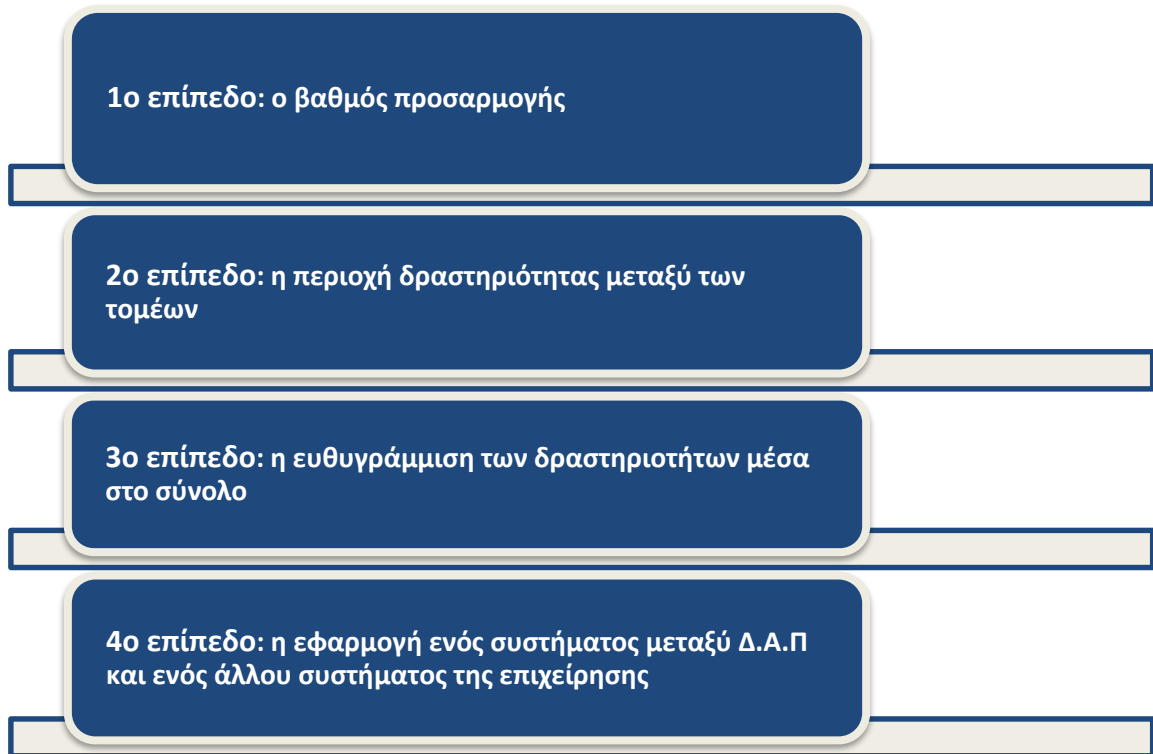 1ο επίπεδο: ο βαθμός προσαρμογής
2ο επίπεδο: η περιοχή δραστηριότητας μεταξύ των
τομέων
3ο επίπεδο: η ευθυγράμμιση των δραστηριοτήτων μέσα
στο σύνολο
4ο επίπεδο: η εφαρμογή ενός συστήματος μεταξύ Δ.Α.Π
και ενός άλλου συστήματος της επιχείρησης